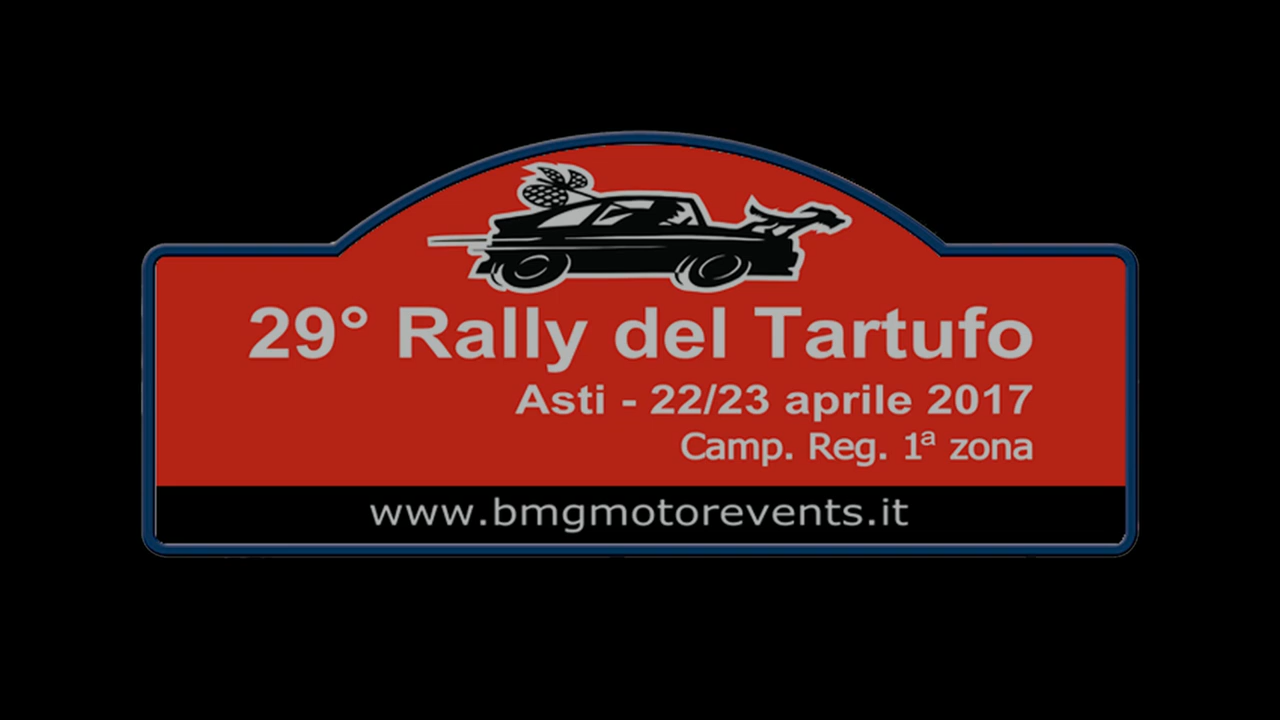 29° Rally del Tartufo
Asti - 22/23 aprile 2017
Camp. Reg. 1ª zona
www.bmgmotorevents.it